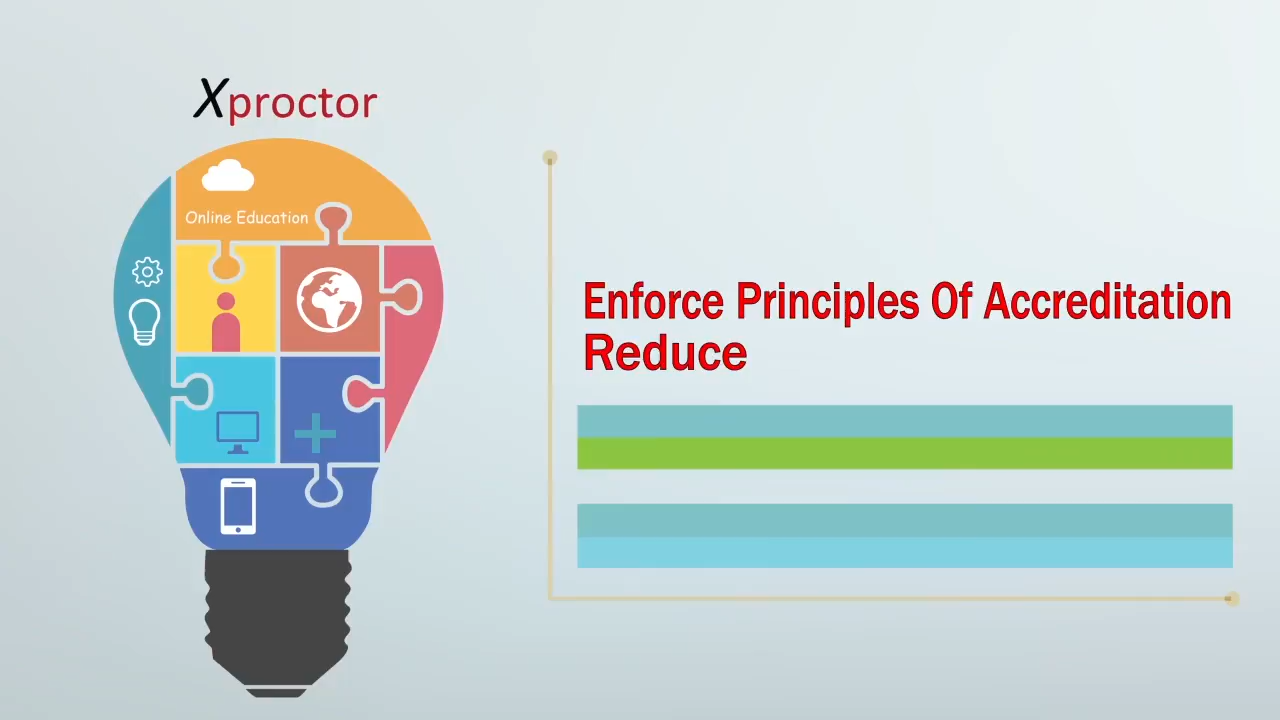 Xproctor
Online Education
Enforce Principles Of Accreditation
Reduce